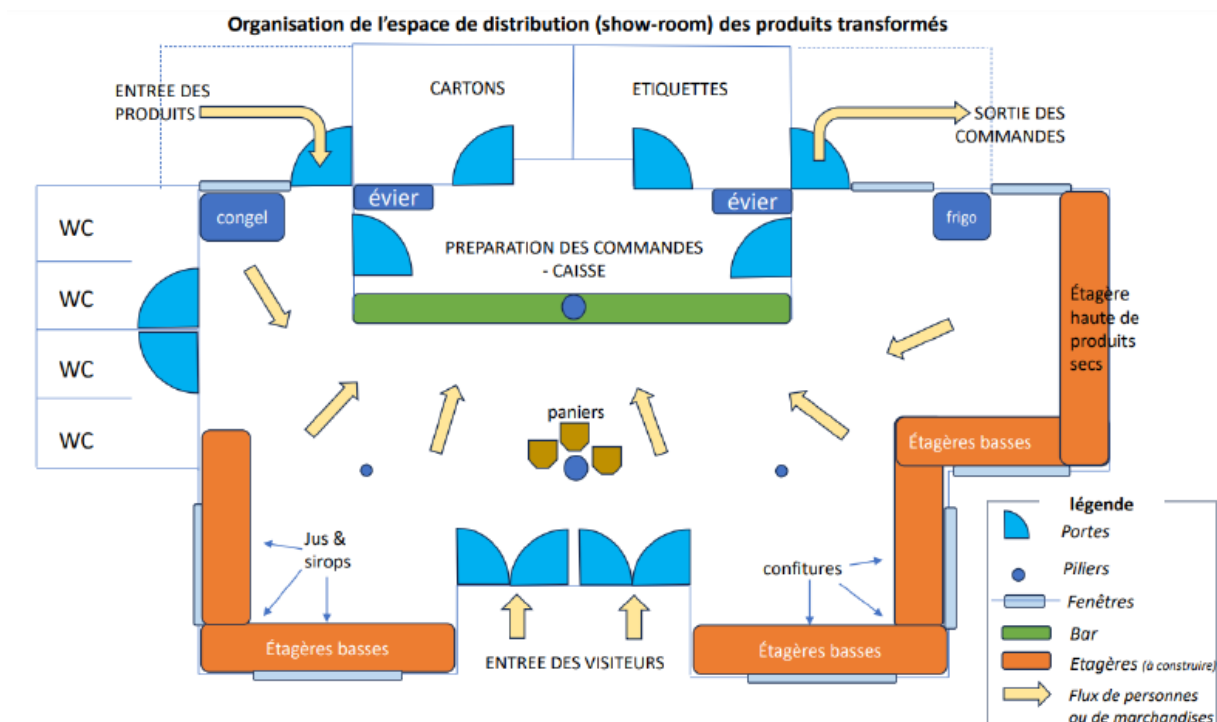 Organisation de l'espace de distribution (show-room) des produits transformés
ENTREE DES
PRODUITS
CARTONS
ETIQUETTES
SORTIE DES
COMMANDES
WC
WC
WC
WC
congel
évier
évier
frigo
PREPARATION DES COMMANDES
- CAISSE
Étagère
haute de
produits
secs
paniers
Étagères basses
Jus &
sirops
confitures
Étagères basses
ENTREE DES VISITEURS
Étagères basses
légende
Portes
Piliers
Fenêtres
Bar
Etagères (à construire)
Flux de personnes
ou de marchandises